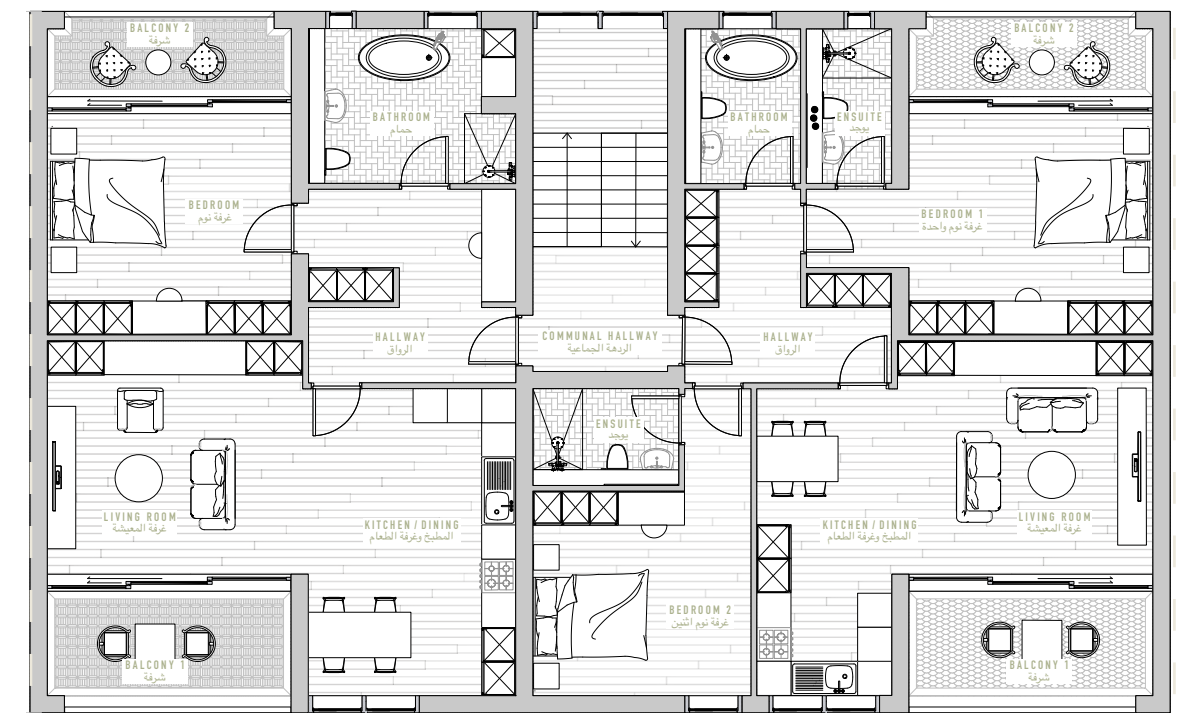 BALCONY 2
شرفة
BALCONY 2
شرفة
BATHROOM
حمام
BATHROOM
حمام
ENSUITE
يوجد
BEDROOM
غرفة نوم
BEDROOM 1
غرفة نوم واحدة
HALLWAY
الرواق
COMMUNAL HALLWAY
الردهة الجماعية
HALLWAY
الرواق
ENSUITE
يوجد
LIVING ROOM
غرفة المعيشة
KITCHEN / DINING
المطبخ وغرفة الطعام
KITCHEN / DINING
المطبخ وغرفة الطعام
LIVING ROOM
غرفة المعيشة
BEDROOM 2
غرفة نوم اثنين
BALCONY 1
شرفة
BALCONY 1
شرفة